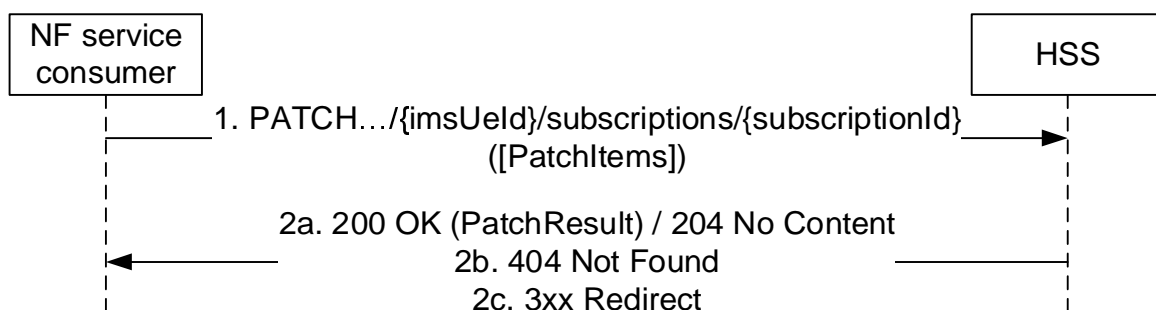 NF service
consumer
HSS
1. PATCH…/{imsUeId}/subscriptions/{subscriptionId}
([PatchItems])
2a. 200 OK (PatchResult) / 204 No Content
2b. 404 Not Found
2c. 3xx Redirect